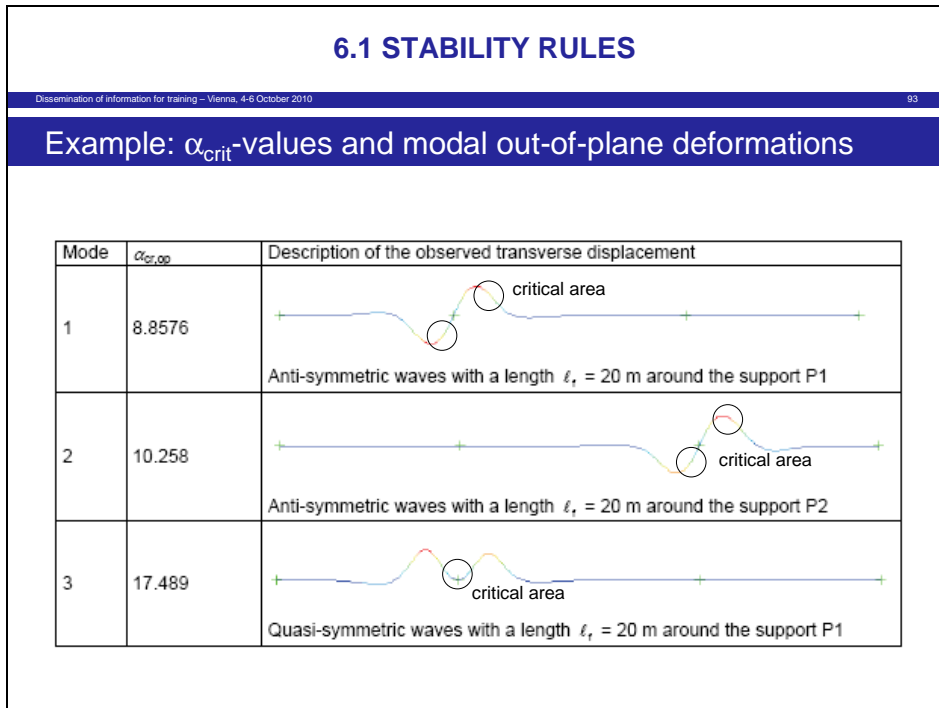 6.1 STABILITY RULES
Dissemination of information for training – Vienna, 4-6 October 2010 93
Example: αcrit-values and modal out-of-plane deformations
Mode αcr,op Description of the observed transverse displacement
critical area
1 8.8576
Anti-symmetric waves with a length ℓf = 20 m around the support P1
2 10.258
critical area
Anti-symmetric waves with a length ℓf = 20 m around the support P2
3 17.489
critical area
Quasi-symmetric waves with a length ℓf = 20 m around the support P1